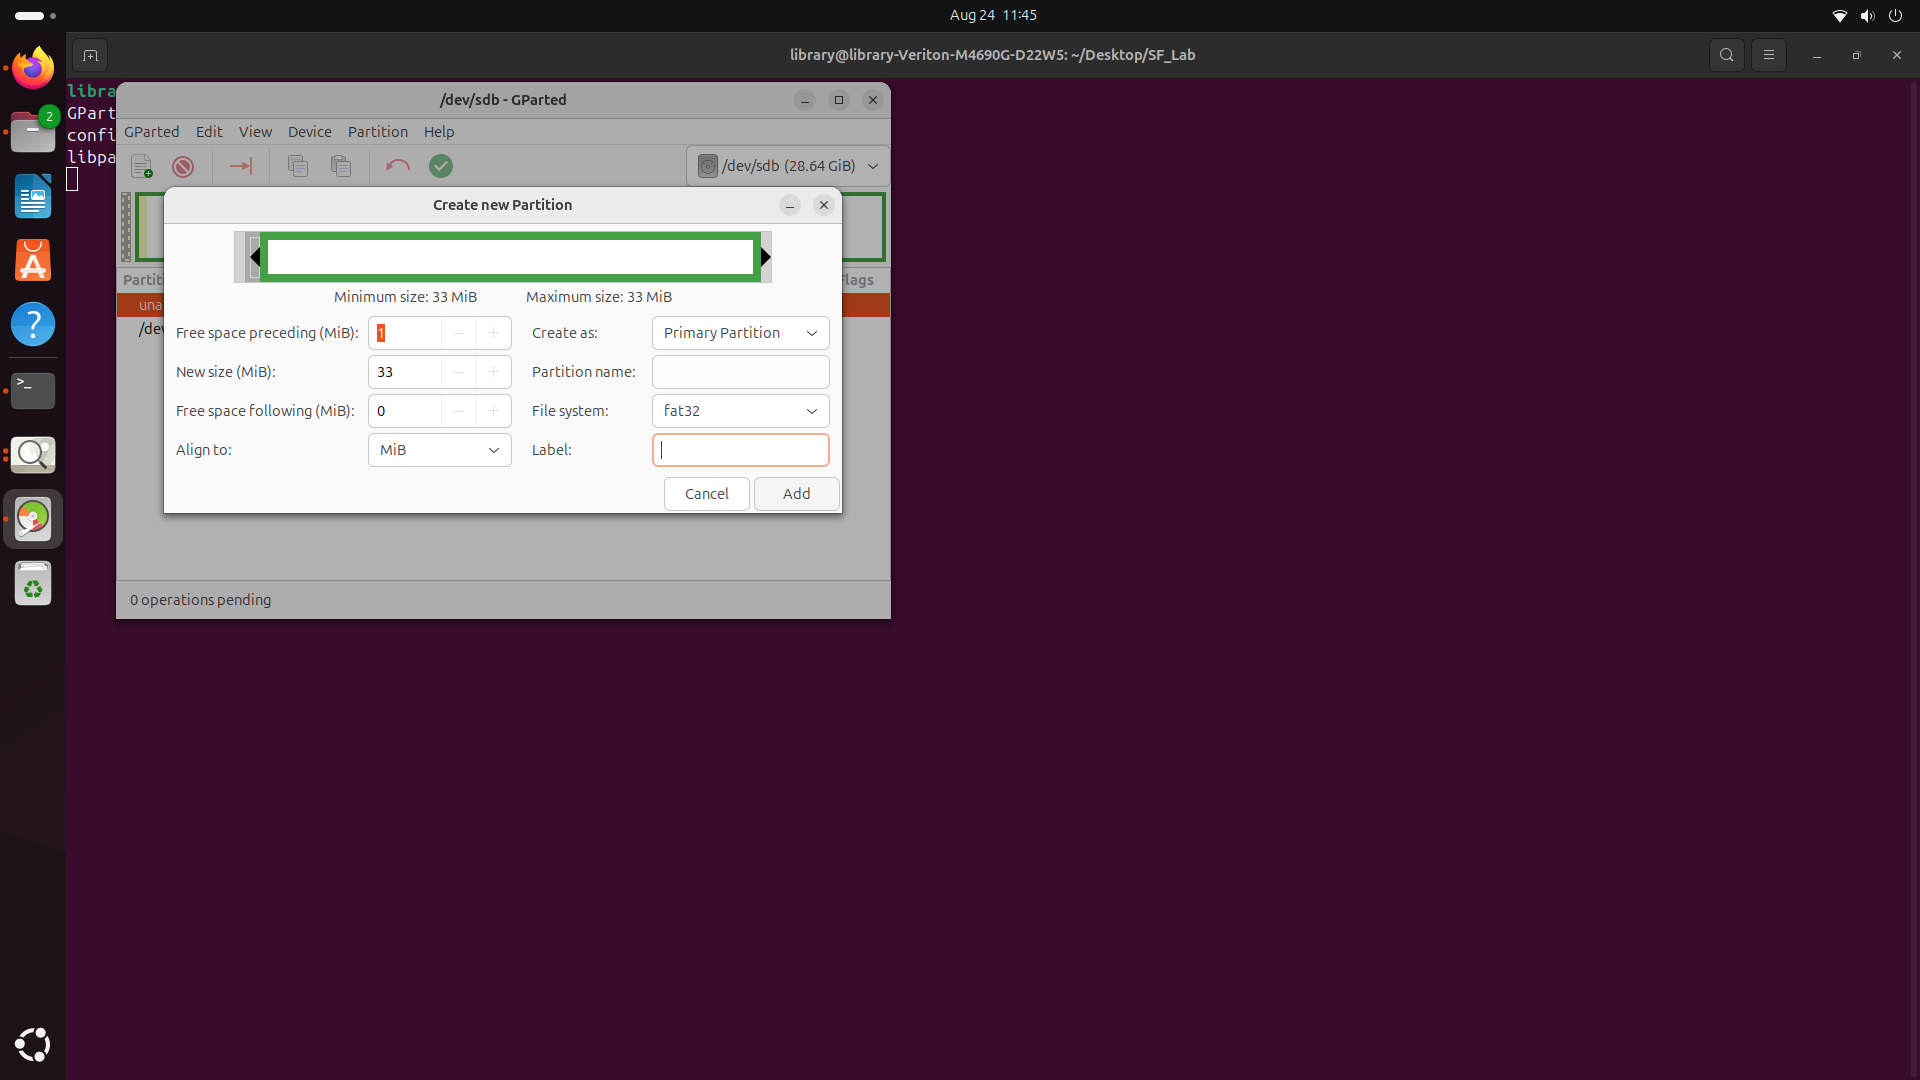 Aug 24 11:45
library@library-Veriton-M4690G-D22W5: ~/Desktop/SF_Lab
libra
GPart
confi
libpa
2
>_
/dev/sdb - GParted
GParted Edit View Device Partition Help
/dev/sdb (28.64 GiB)
Create new Partition
Partiti
Flags
una
/dev
Minimum size: 33 MiB Maximum size: 33 MiB
Free space preceding (MiB): 1 Create as: Primary Partition
New size (MiB): 33 Partition name:
Free space following (MiB): 0 File system: fat32
Align to: MiB Label:
Cancel Add
0 operations pending